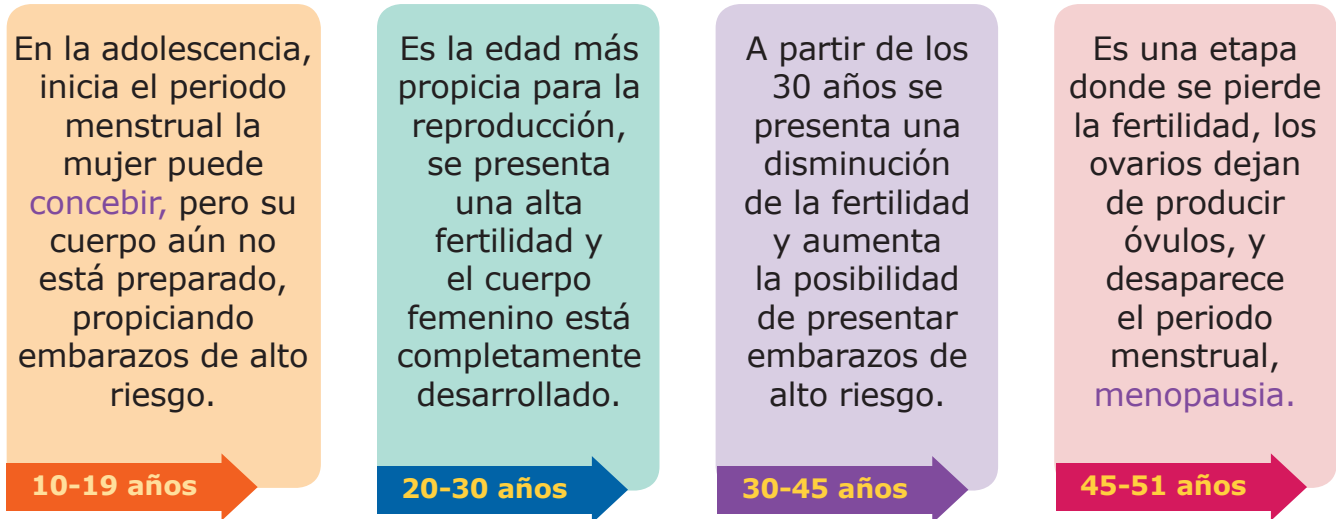 En la adolescencia,
inicia el periodo
menstrual la
mujer puede
concebir, pero su
cuerpo aún no
está preparado,
propiciando
embarazos de alto
riesgo.
10-19 años
Es la edad más
propicia para la
reproducción,
se presenta
una alta
fertilidad y
el cuerpo
femenino está
completamente
desarrollado.
20-30 años
A partir de los
30 años se
presenta una
disminución
de la fertilidad
y aumenta
la posibilidad
de presentar
embarazos de
alto riesgo.
30-45 años
Es una etapa
donde se pierde
la fertilidad, los
ovarios dejan
de producir
óvulos, y
desaparece
el periodo
menstrual,
menopausia.
45-51 años